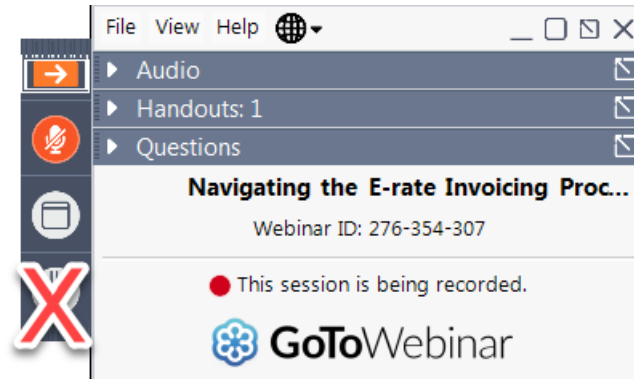 File View Help
Audio
Handouts: 1
Questions
Navigating the E-rate Invoicing Proc...
Webinar ID: 276-354-307
This session is being recorded.
GoToWebinar